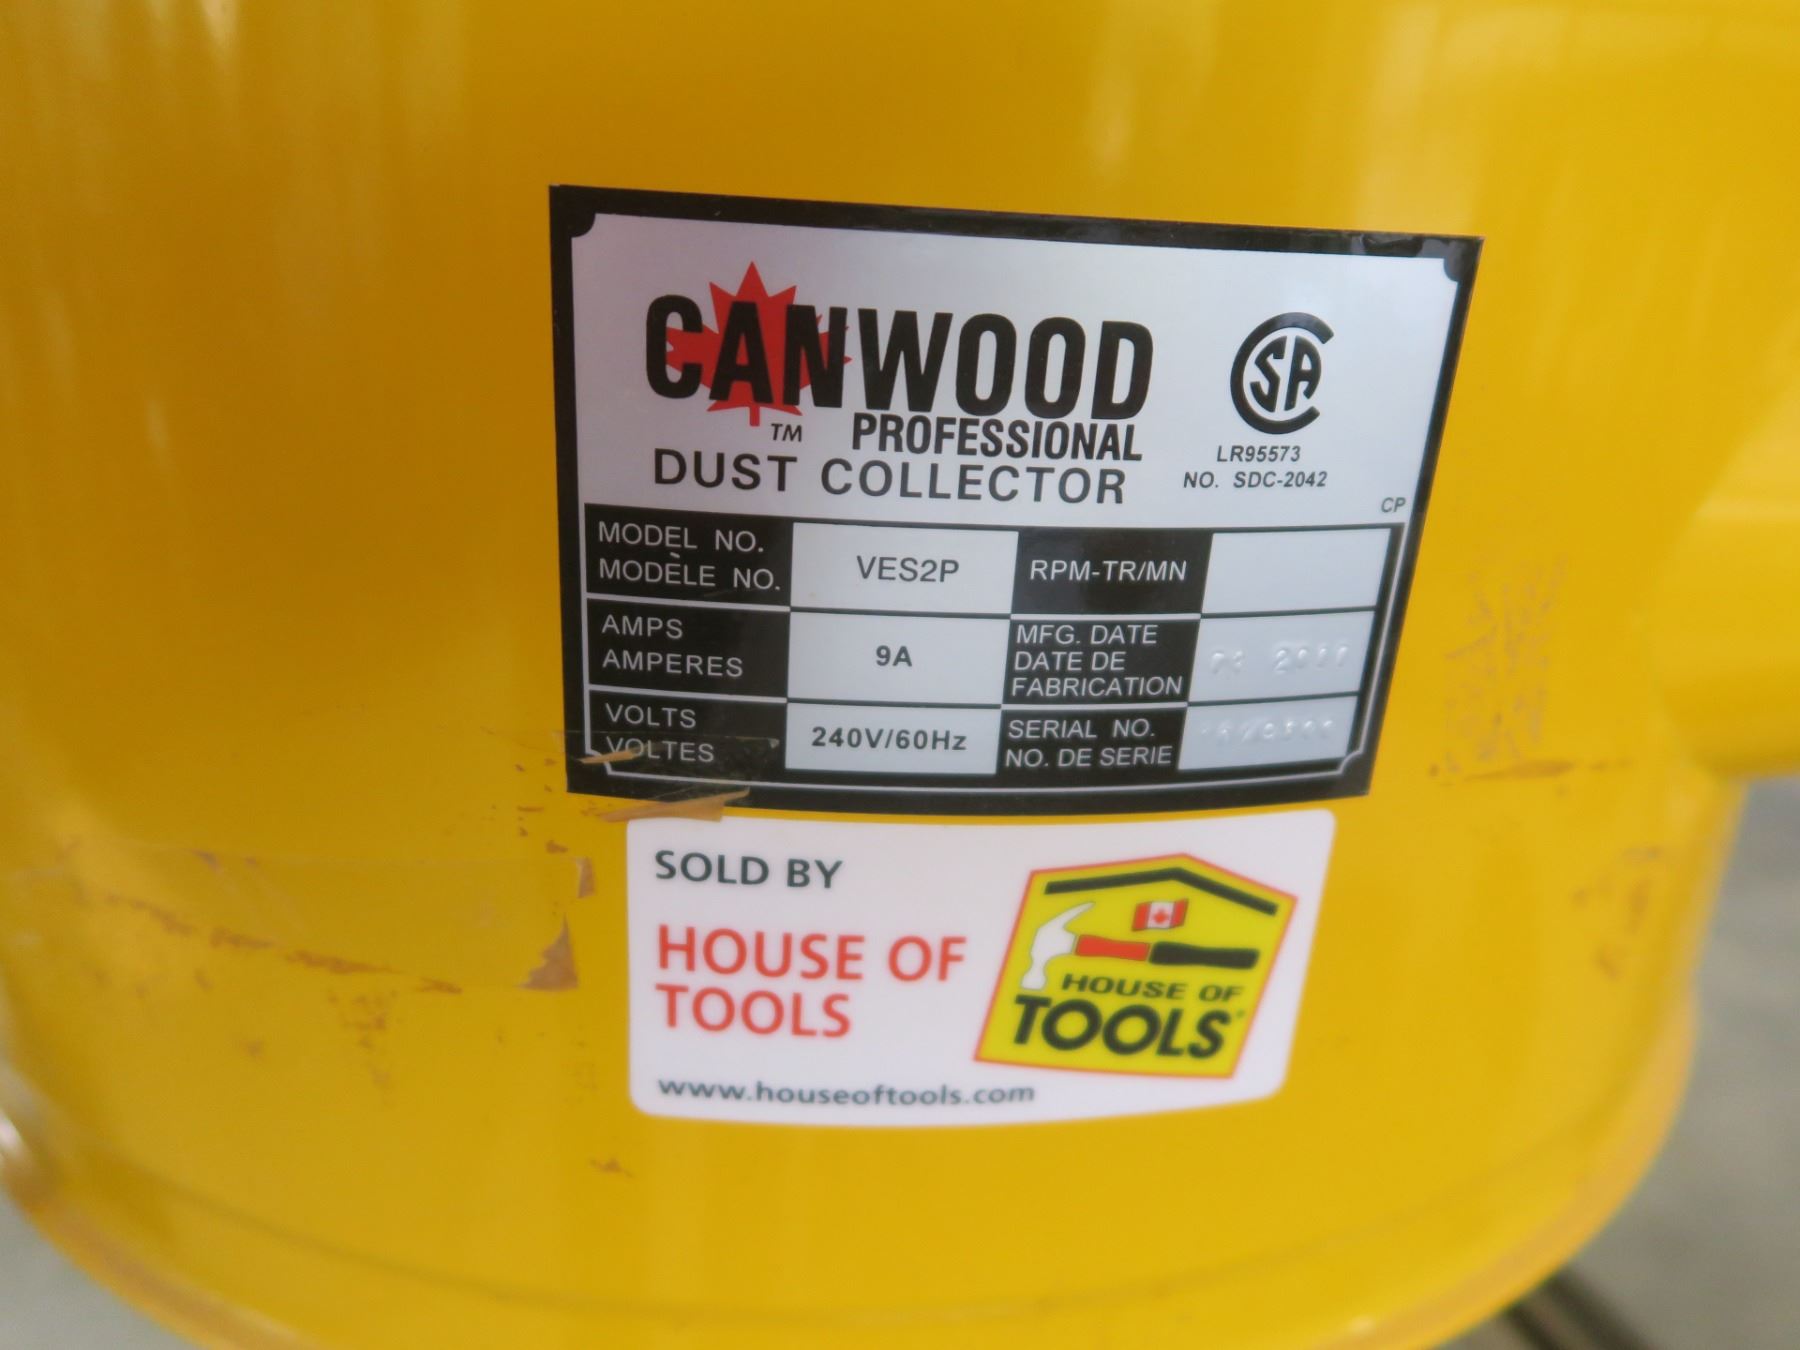 CANWOOD
TM PROFESSIONAL
DUST COLLECTOR
CSA
LR95573
NO. SDC-2042
CP
MODEL NO.
MODÈLE NO.
VES2P
RPM-TR/MN
AMPS
AMPERES
9A
MFG. DATE
DATE DE
FABRICATION
VOLTS
VOLTES
240V/60Hz
SERIAL NO.
NO. DE SERIE
SOLD BY
HOUSE OF
TOOLS
www.houseoftools.com
HOUSE OF
TOOLS